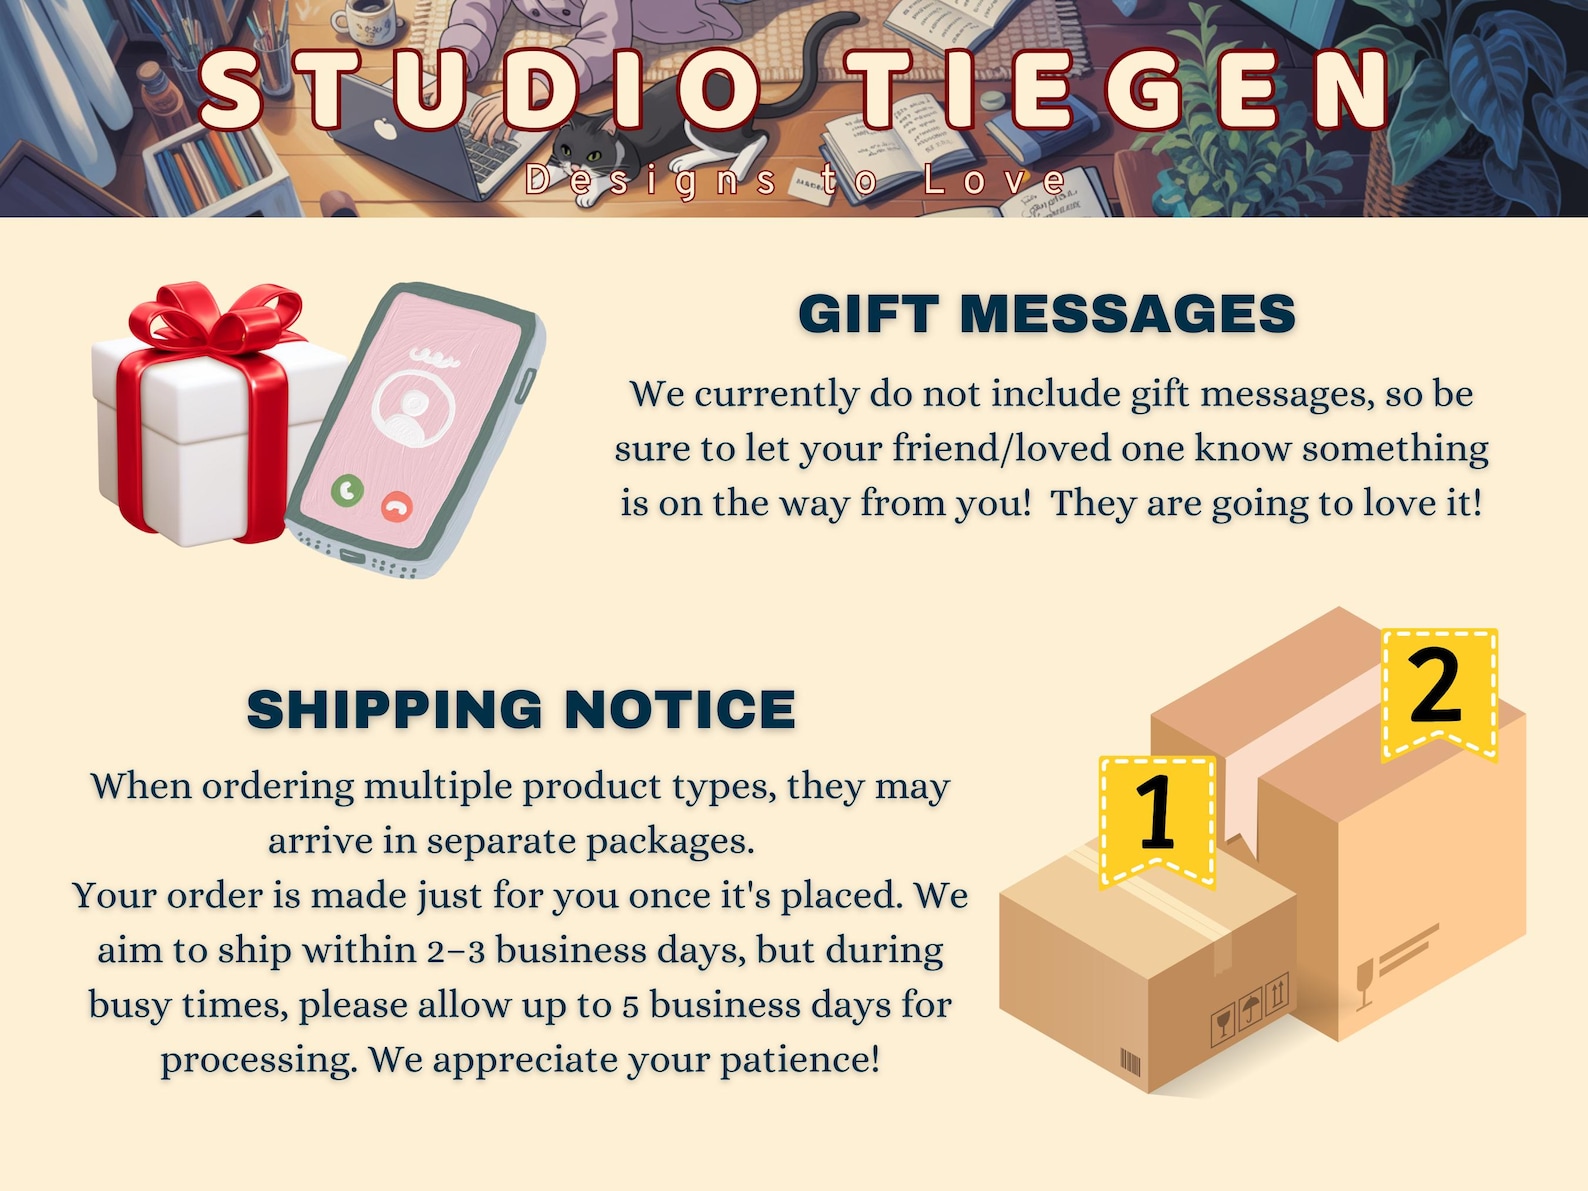 STUDIO TIEGEN
Designs to Love
GIFT MESSAGES
We currently do not include gift messages, so be
sure to let your friend/loved one know something
is on the way from you!  They are going to love it!
SHIPPING NOTICE
When ordering multiple product types, they may
arrive in separate packages.
Your order is made just for you once it's placed. We
aim to ship within 2–3 business days, but during
busy times, please allow up to 5 business days for
processing. We appreciate your patience!
2
1